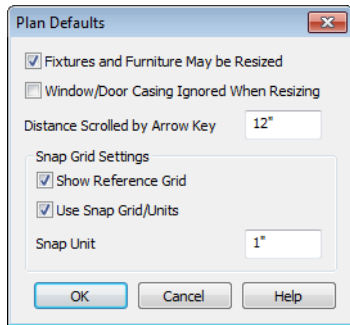 Plan Defaults
Fixtures and Furniture May be Resized
Window/Door Casing Ignored When Resizing
Distance Scrolled by Arrow Key 12"
Snap Grid Settings
Show Reference Grid
Use Snap Grid/Units
Snap Unit 1"
OK Cancel Help